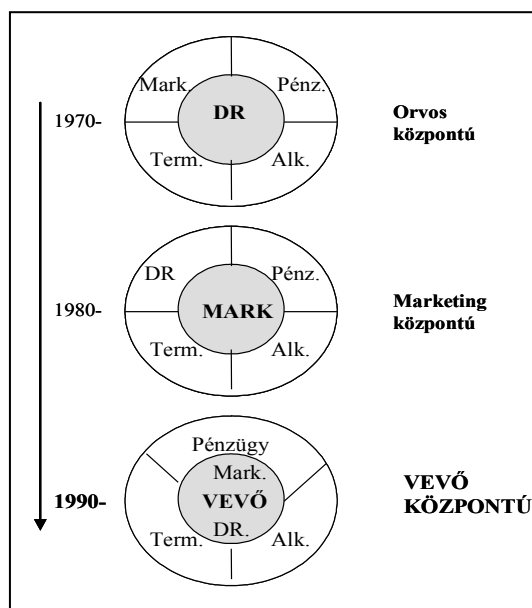 Mark.
Pénz.
DR
1970-
Orvos
központú
Term.
Alk.
DR
Pénz.
1980-
MARK
Marketing
központú
Term.
Alk.
Pénzügy
Mark.
1990-
VEVŐ
VEVŐ
KÖZPONTÚ
DR.
Term.
Alk.